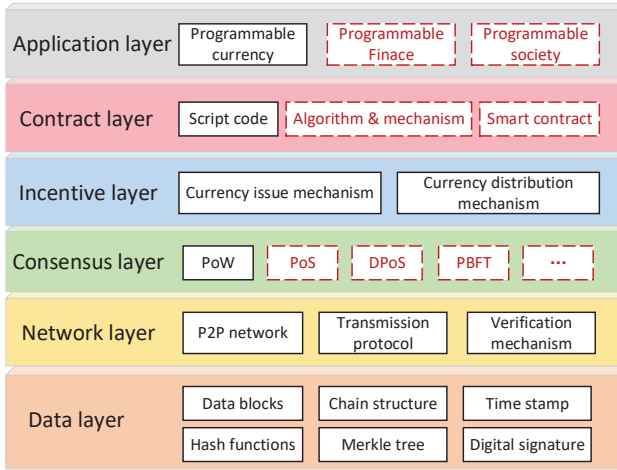 Application layer
Programmable
currency
Programmable
Finace
Programmable
society
Contract layer
Script code
Algorithm & mechanism
Smart contract
Incentive layer
Currency issue mechanism
Currency distribution
mechanism
Consensus layer
PoW
PoS
DPoS
PBFT
...
Network layer
P2P network
Transmission
protocol
Verification
mechanism
Data layer
Data blocks
Chain structure
Time stamp
Hash functions
Merkle tree
Digital signature